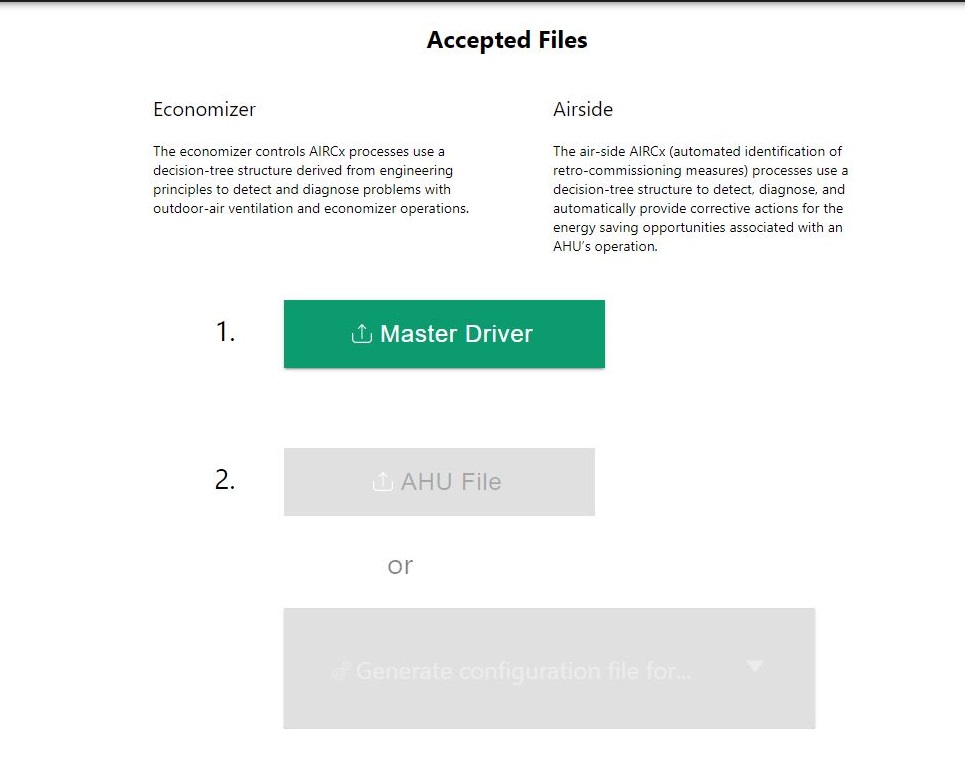 Accepted Files
Economizer
The economizer controls AIRCx processes use a
decision-tree structure derived from engineering
principles to detect and diagnose problems with
outdoor-air ventilation and economizer operations.
Airside
The air-side AIRCx (automated identification of
retro-commissioning measures) processes use a
decision-tree structure to detect, diagnose, and
automatically provide corrective actions for the
energy saving opportunities associated with an
AHU's operation.
1. Master Driver
2. AHU File
or
Generate configuration file for...